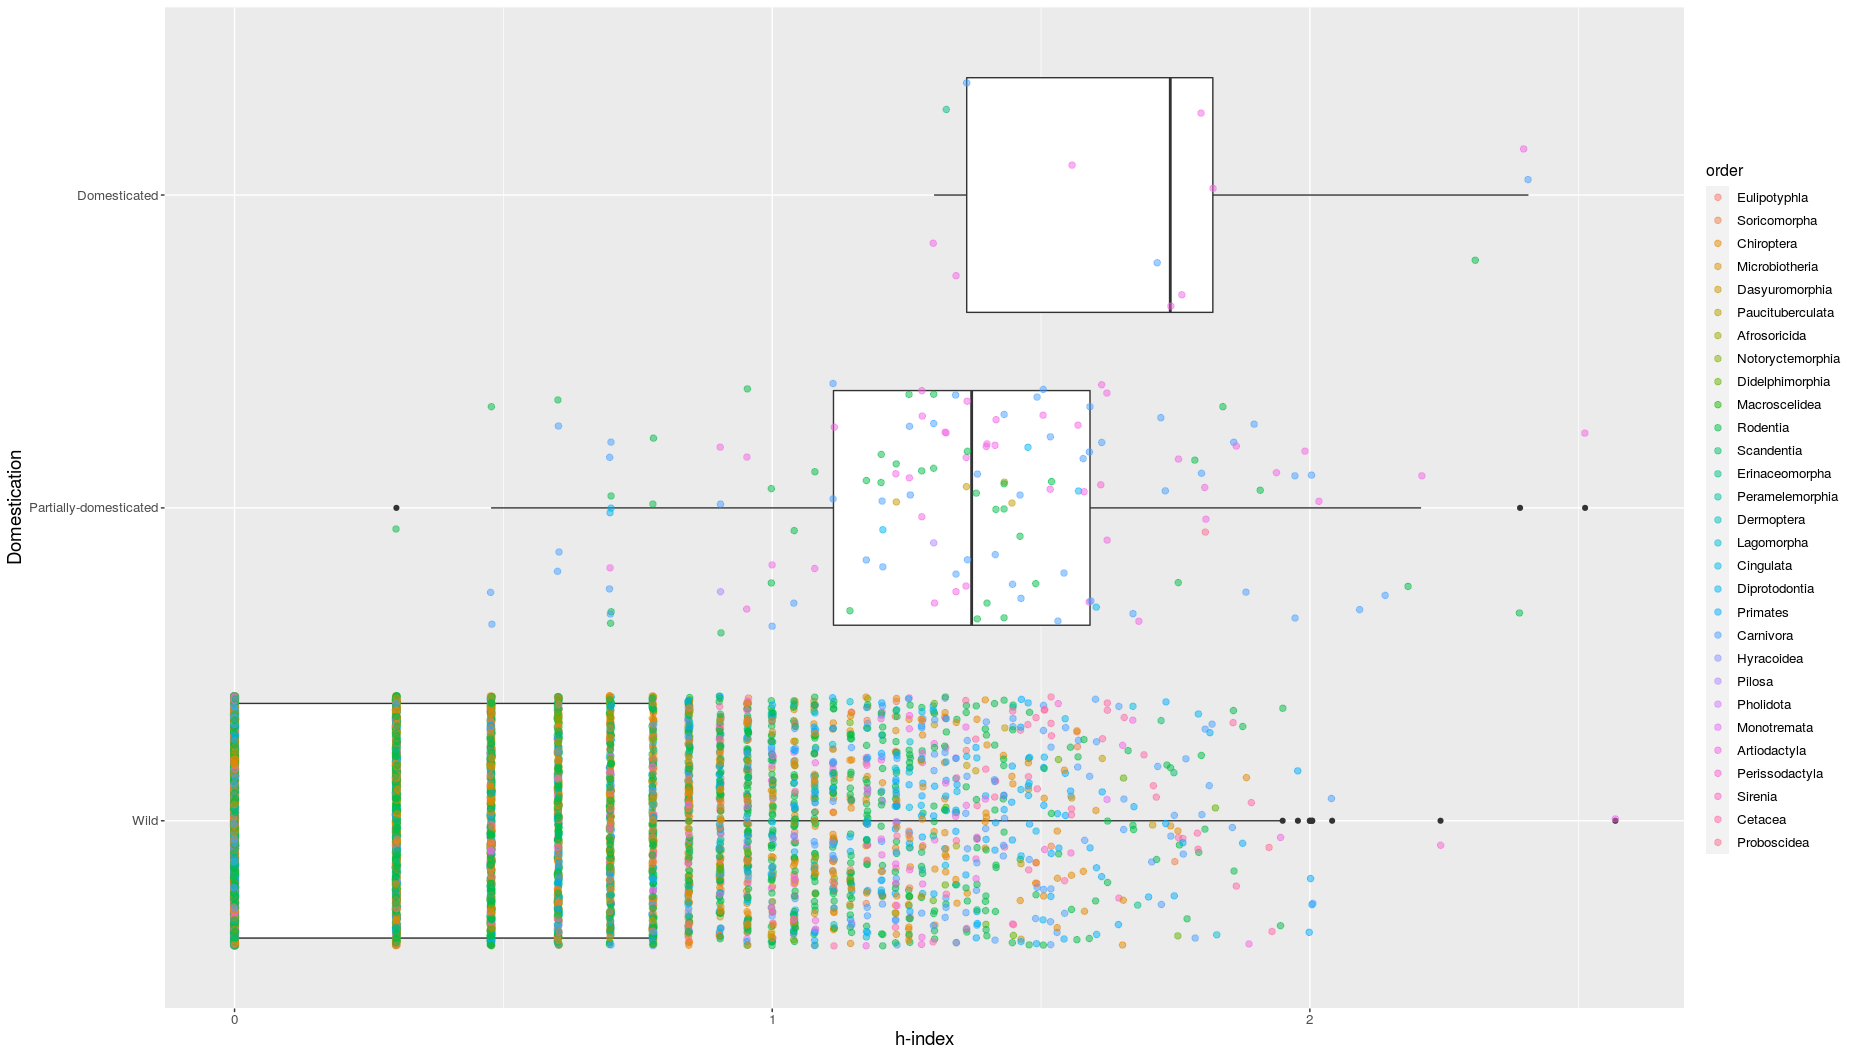 Domestication
Domesticated
Partially-domesticated
Wild
0
1
2
h-index
order
Eulipotyphla
Soricomorpha
Chiroptera
Microbiotheria
Dasyuromorphia
Paucituberculata
Afrosoricida
Notoryctemorphia
Didelphimorphia
Macroscelidea
Rodentia
Scandentia
Erinaceomorpha
Peramelemorphia
Dermoptera
Lagomorpha
Cingulata
Diprotodontia
Primates
Carnivora
Hyracoidea
Pilosa
Pholidota
Monotremata
Artiodactyla
Perissodactyla
Sirenia
Cetacea
Proboscidea